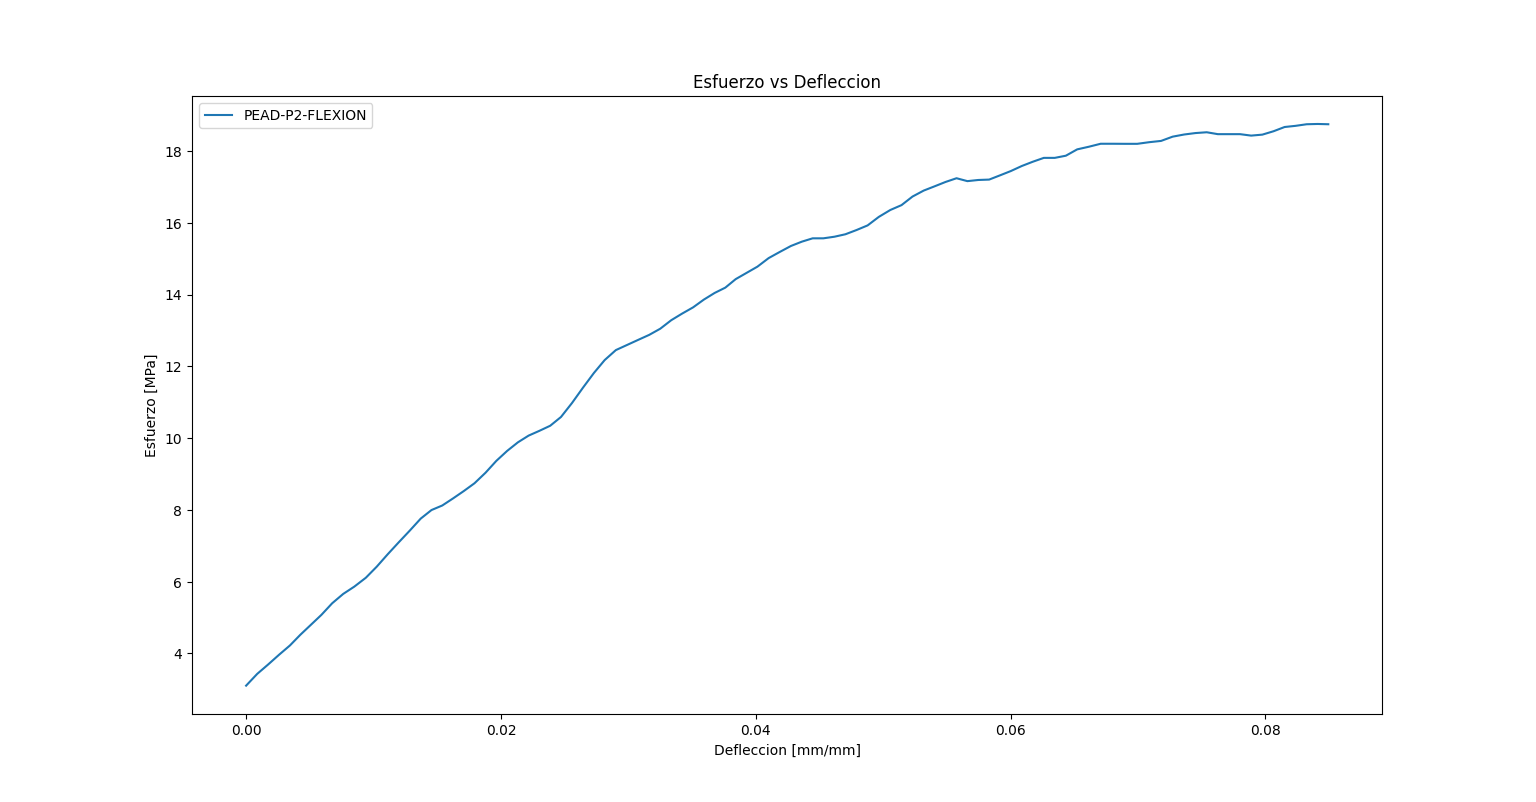 Esfuerzo vs Defleccion
PEAD-P2-FLEXION
18
16
14
12
10
8
6
4
Esfuerzo [MPa]
0.00 0.02 0.04 0.06 0.08
Defleccion [mm/mm]